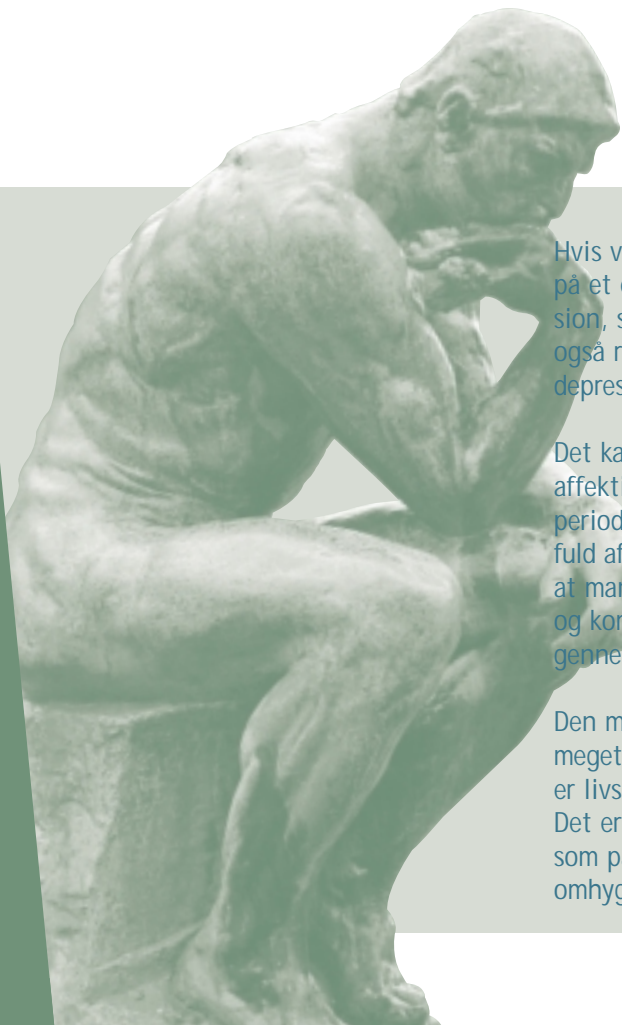 Hvis v
på et
sion, s
også
depres
Det ka
affekt
period
fuld af
at man
og kor
genne
Den m
meget
er livs
Det er
som p
omhyg